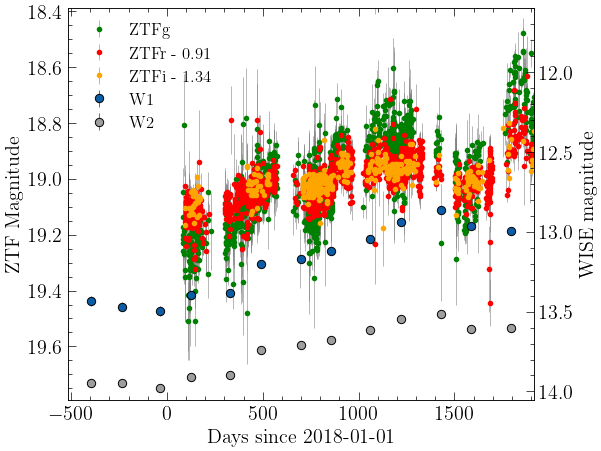 ZTFg
ZTFr - 0.91
ZTFi - 1.34
W1
W2
18.4
18.6
18.8
19.0
19.2
19.4
19.6
ZTF Magnitude
12.0
12.5
13.0
13.5
14.0
WISE magnitude
−500
0
500
1000
1500
Days since 2018-01-01